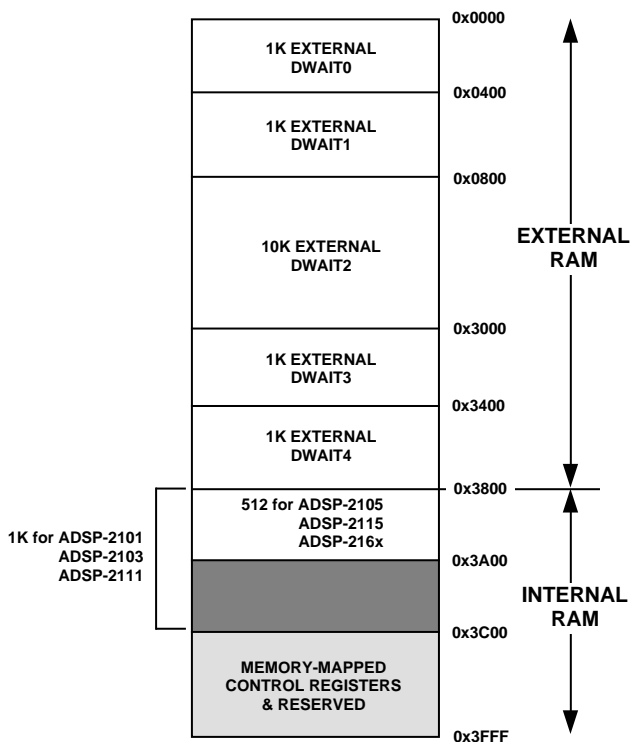 0x0000
1K EXTERNAL
DWAIT0
0x0400
1K EXTERNAL
DWAIT1
0x0800
10K EXTERNAL
DWAIT2
EXTERNAL
RAM
0x3000
1K EXTERNAL
DWAIT3
0x3400
1K EXTERNAL
DWAIT4
0x3800
512 for ADSP-2105
ADSP-2115
ADSP-216x
1K for ADSP-2101
ADSP-2103
ADSP-2111
0x3A00
INTERNAL
RAM
0x3C00
MEMORY-MAPPED
CONTROL REGISTERS
& RESERVED
0x3FFF